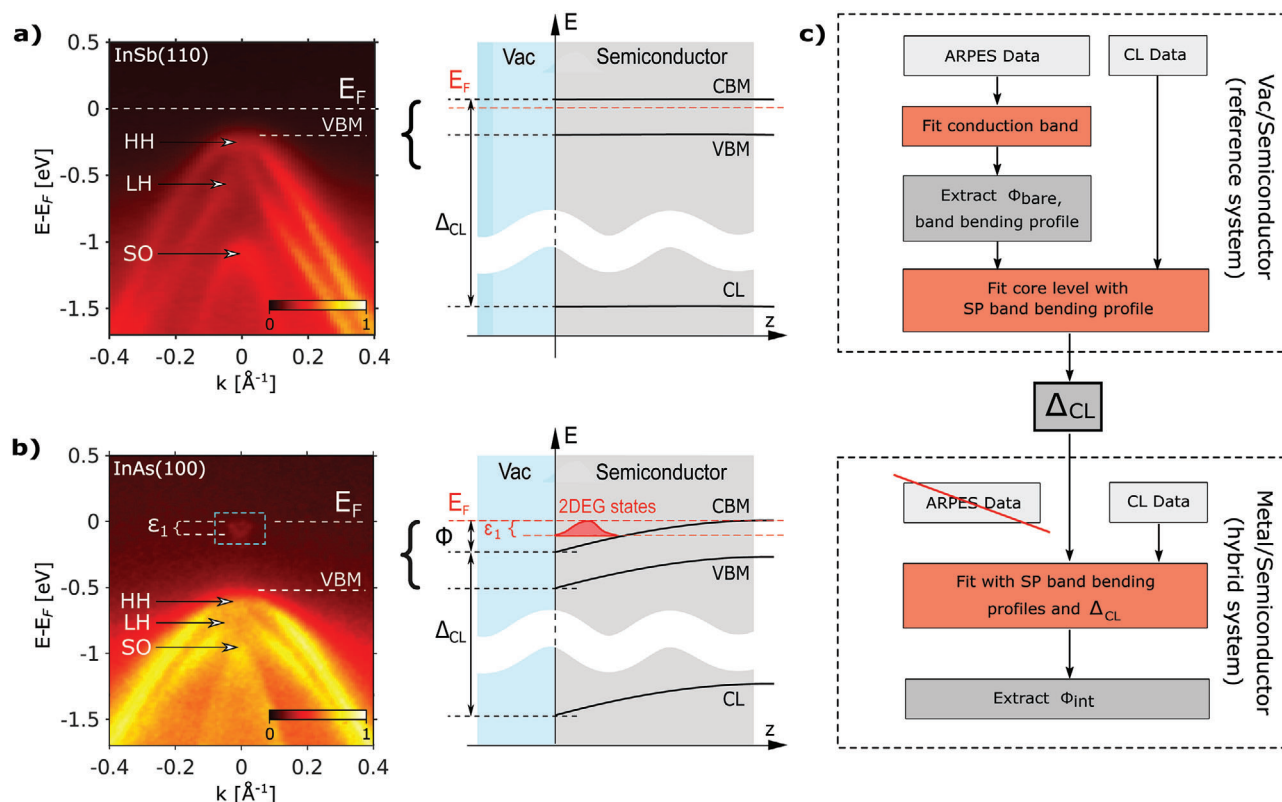 a)
InSb(110)
0.5
0
-0.5
-1
-1.5
E-E_F [eV]
E_F
VBM
HH
LH
SO
0 1
-0.4 -0.2 0 0.2 0.4
k [Å⁻¹]
E
Vac
Semiconductor
E_F
CBM
VBM
Δ_CL
CL
z
b)
InAs(100)
0.5
0
-0.5
-1
-1.5
E-E_F [eV]
E_F
ε₁
VBM
HH
LH
SO
0 1
-0.4 -0.2 0 0.2 0.4
k [Å⁻¹]
E
Vac
Semiconductor
E_F
2DEG states
CBM
Φ
ε₁
VBM
Δ_CL
CL
z
c)
ARPES Data
CL Data
Fit conduction band
Extract Φ_bare,
band bending profile
Fit core level with
SP band bending profile
Vac/Semiconductor
(reference system)
Δ_CL
ARPES Data
CL Data
Fit with SP band bending
profiles and Δ_CL
Extract Φ_int
Metal/Semiconductor
(hybrid system)